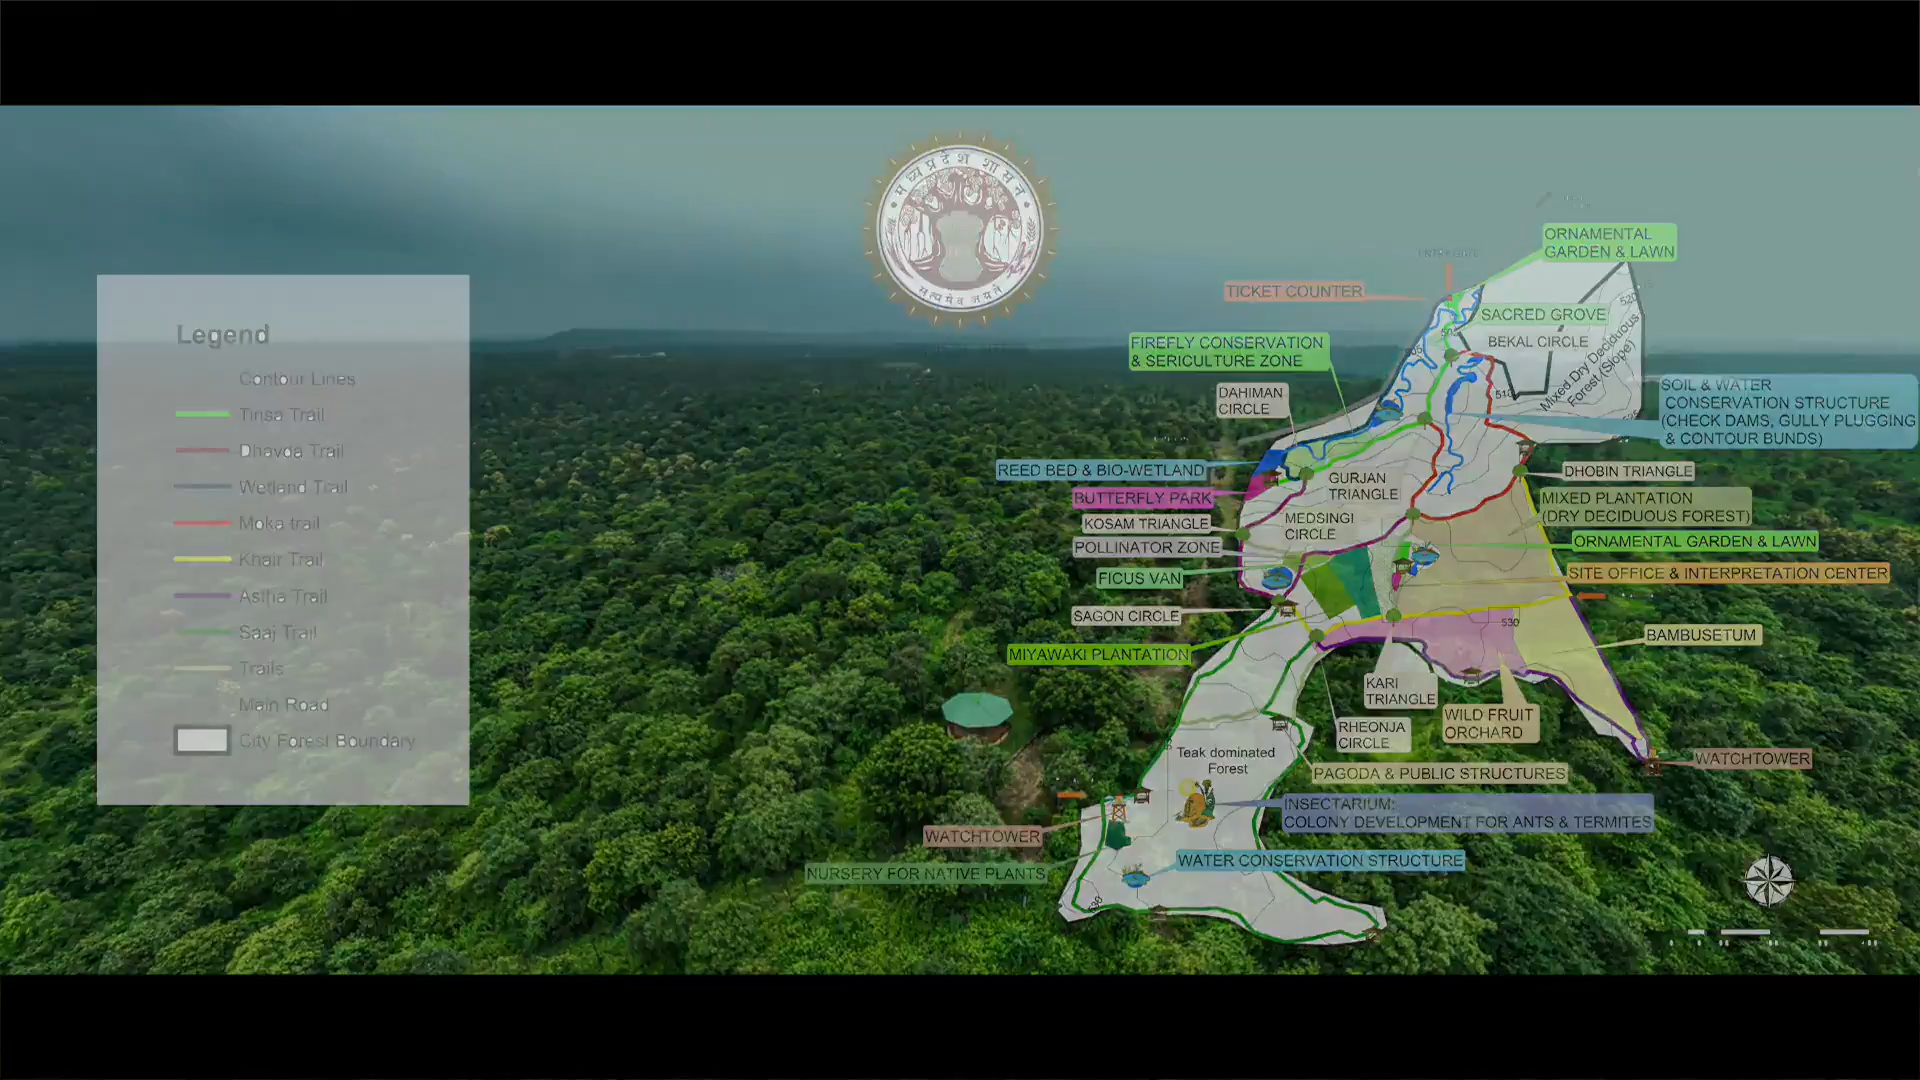 मध्यप्रदेश शासन
सत्यमेव जयते
Legend
Contour Lines
Tinsa Trail
Dhavda Trail
Wetland Trail
Moka trail
Khair Trail
Astha Trail
Saaj Trail
Trails
Main Road
City Forest Boundary
ORNAMENTAL
GARDEN & LAWN
TICKET COUNTER
SACRED GROVE
BEKAL CIRCLE
520
Mixed Dry Deciduous
Forest (Slope)
510
FIREFLY CONSERVATION
& SERICULTURE ZONE
DAHIMAN
CIRCLE
SOIL & WATER
CONSERVATION STRUCTURE
(CHECK DAMS, GULLY PLUGGING
& CONTOUR BUNDS)
REED BED & BIO-WETLAND
BUTTERFLY PARK
KOSAM TRIANGLE
POLLINATOR ZONE
FICUS VAN
SAGON CIRCLE
MIYAWAKI PLANTATION
GURJAN
TRIANGLE
MEDSINGI
CIRCLE
DHOBIN TRIANGLE
MIXED PLANTATION
(DRY DECIDUOUS FOREST)
ORNAMENTAL GARDEN & LAWN
SITE OFFICE & INTERPRETATION CENTER
530
BAMBUSETUM
KARI
TRIANGLE
WILD FRUIT
ORCHARD
RHEONJA
CIRCLE
WATCHTOWER
Teak dominated
Forest
PAGODA & PUBLIC STRUCTURES
INSECTARIUM:
COLONY DEVELOPMENT FOR ANTS & TERMITES
WATCHTOWER
WATER CONSERVATION STRUCTURE
NURSERY FOR NATIVE PLANTS